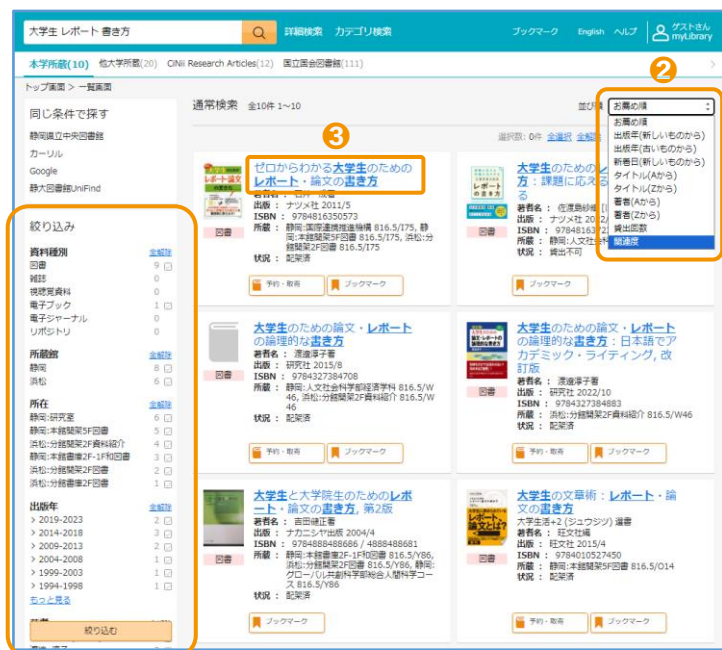 大学生 レポート 書き方
詳細検索 カテゴリ検索
ブックマーク English ヘルプ
ゲストさん
myLibrary
本学所蔵(10) 他大学所蔵(20) CiNii Research Articles(12) 国立国会図書館(111)
トップ画面 > 一覧画面
同じ条件で探す
静岡県立中央図書館
カーリル
Google
静大図書館UniFind
絞り込み
資料種別 全解除
図書 9
雑誌 0
視聴覚資料 0
電子ブック 1
電子ジャーナル 0
リポジトリ 0
所蔵館 全解除
静岡 8
浜松 6
所在 全解除
静岡:研究室 6
静岡:本館開架5F図書 5
浜松:分館開架2F資料紹介 4
静岡:本館書庫2F-1F和図書 3
浜松:分館開架2F図書 2
浜松:分館書庫2F図書 1
出版年 全解除
> 2019-2023 2
> 2014-2018 3
> 2009-2013 2
> 2004-2008 1
> 1999-2003 1
> 1994-1998 1
もっと見る
絞り込む
通常検索 全10件 1~10
2
並び順
お薦め順
お薦め順
出版年(新しいものから)
出版年(古いものから)
新着日(新しいものから)
タイトル(Aから)
タイトル(Zから)
著者(Aから)
著者(Zから)
貸出回数
関連度
選択数: 0件 全選択 全解除
3
ゼロからわかる大学生のための
レポート・論文の書き方
出版 : ナツメ社 2011/5
ISBN : 9784816350573
所蔵 : 静岡:国際連携推進機構 816.5/I75, 静
岡:本館開架5F図書 816.5/I75, 浜松:分
館開架2F図書 816.5/I75
状況 : 配架済
図書
予約・取寄 ブックマーク
大学生のためのレ
方 : 課題に応える
る
出版 : ナツメ社
状況 : 貸出不可
図書
ブックマーク
大学生のための論文・レポート
の論理的な書き方
著者名 : 渡邉淳子著
出版 : 研究社 2015/8
ISBN : 9784327384708
所蔵 : 静岡:人文社会科学部経済学科 816.5/W
46, 浜松:分館開架2F資料紹介 816.5/W
46
状況 : 配架済
図書
予約・取寄 ブックマーク
大学生のための論文・レポート
の論理的な書き方 : 日本語でア
カデミック・ライティング, 改
訂版
著者名 : 渡邉淳子著
出版 : 研究社 2022/10
ISBN : 9784327384883
所蔵 : 浜松:分館開架2F資料紹介 816.5/W46
状況 : 配架済
図書
予約・取寄 ブックマーク
大学生と大学院生のためのレポ
ート・論文の書き方, 第2版
著者名 : 吉田健正著
出版 : ナカニシヤ出版 2004/4
ISBN : 9784888488686 / 4888488681
所蔵 : 静岡:本館書庫2F-1F和図書 816.5/Y86,
浜松:分館開架2F図書 816.5/Y86, 静岡:
グローバル共創科学部総合人間科学コー
ス 816.5/Y86
状況 : 配架済
図書
ブックマーク
大学生の文章術 : レポート・論
文の書き方
大学生活+2 (シュウシツ) 選書
著者名 : 旺文社編
出版 : 旺文社 2015/4
ISBN : 9784010527450
所蔵 : 静岡:本館開架5F図書 816.5/O14
状況 : 配架済
図書
予約・取寄 ブックマーク